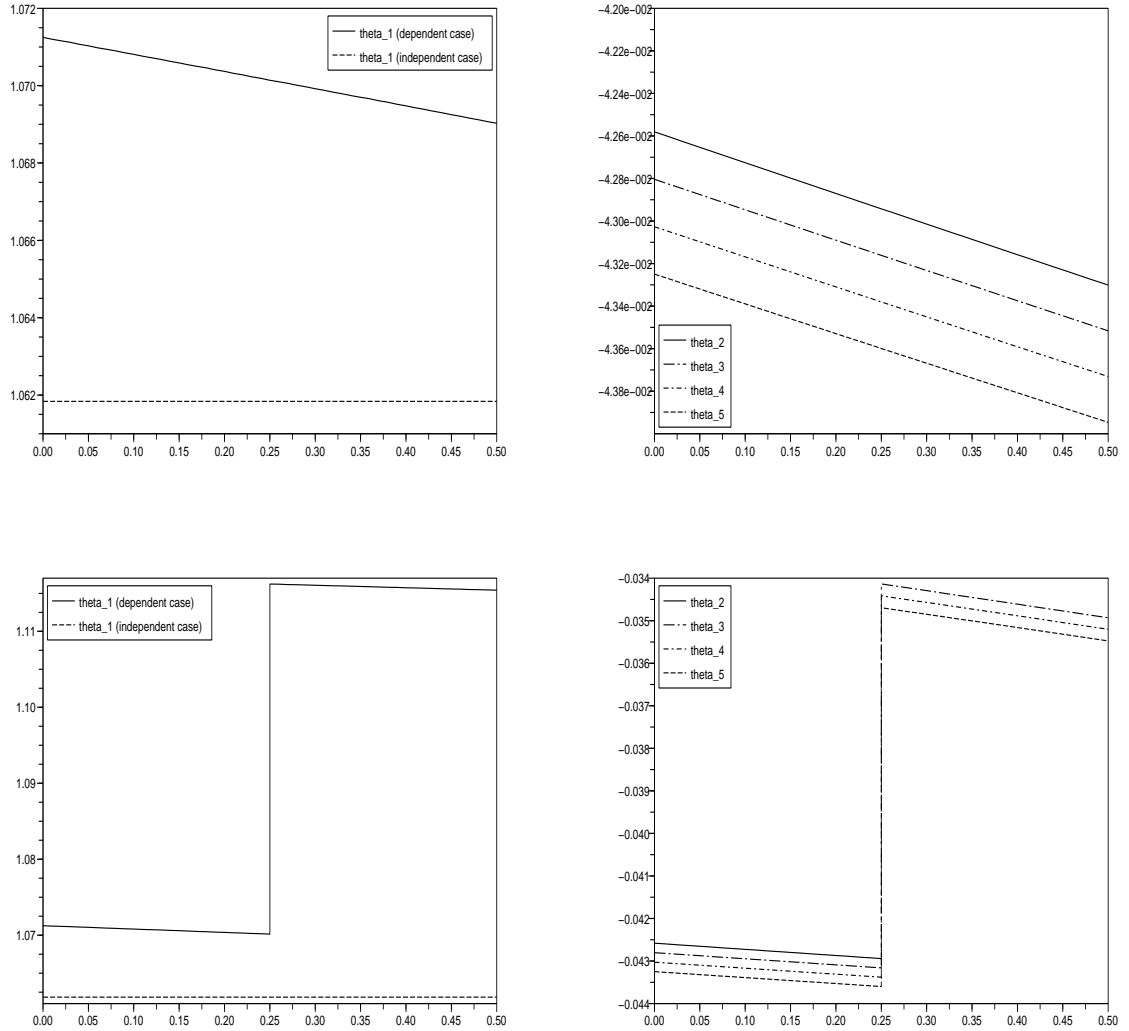 1.072
1.070
1.068
1.066
1.064
1.062
0.00 0.05 0.10 0.15 0.20 0.25 0.30 0.35 0.40 0.45 0.50
theta_1 (dependent case)
theta_1 (independent case)
−4.20e−002
−4.22e−002
−4.24e−002
−4.26e−002
−4.28e−002
−4.30e−002
−4.32e−002
−4.34e−002
−4.36e−002
−4.38e−002
0.00 0.05 0.10 0.15 0.20 0.25 0.30 0.35 0.40 0.45 0.50
theta_2
theta_3
theta_4
theta_5
1.11
1.10
1.09
1.08
1.07
0.00 0.05 0.10 0.15 0.20 0.25 0.30 0.35 0.40 0.45 0.50
theta_1 (dependent case)
theta_1 (independent case)
−0.034
−0.035
−0.036
−0.037
−0.038
−0.039
−0.040
−0.041
−0.042
−0.043
−0.044
0.00 0.05 0.10 0.15 0.20 0.25 0.30 0.35 0.40 0.45 0.50
theta_2
theta_3
theta_4
theta_5